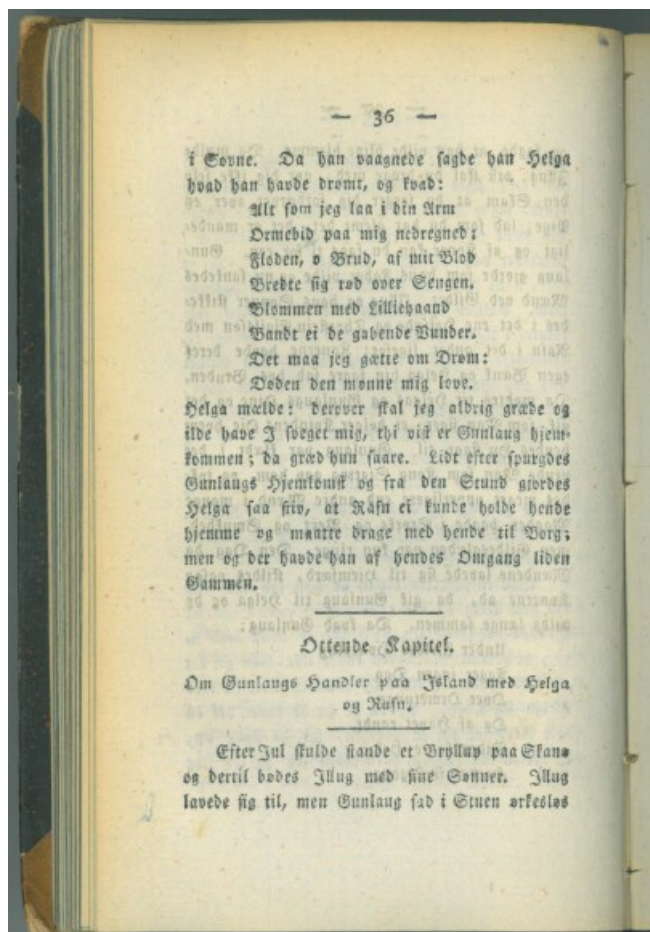 — 36 —
i Søvne. Da han vaagnede sagde han Helga
hvad han havde drømt, og kvad:
Alt som jeg laa i din Arm
Ormebid paa mig nedregned;
Floden, o Brud, af mit Blod
Bredte sig rød over Sengen.
Blommen med Lilliehaand
Bandt ei de gabende Vunder.
Det maa jeg gætte om Drøm:
Døden den monne mig love.
Helga mælde: derover skal jeg aldrig græde og
ilde have I sveget mig, thi vist er Gunlaug hjem-
kommen; da græd hun saare. Lidt efter spurgdes
Gunlaugs Hjemkomst og fra den Stund gjordes
Helga saa stiv, at Rafn ei kunde holde hende
hjemme og maatte drage med hende til Borg;
men og der havde han af hendes Omgang liden
Gammen.
Ottende Kapitel.
Om Gunlaugs Handler paa Island med Helga
og Rafn.
Efter Jul skulde stande et Bryllup paa Skan-
og dertil bødes Illug med sine Sønner. Illug
lavede sig til, men Gunlaug sad i Stuen ørkesløs